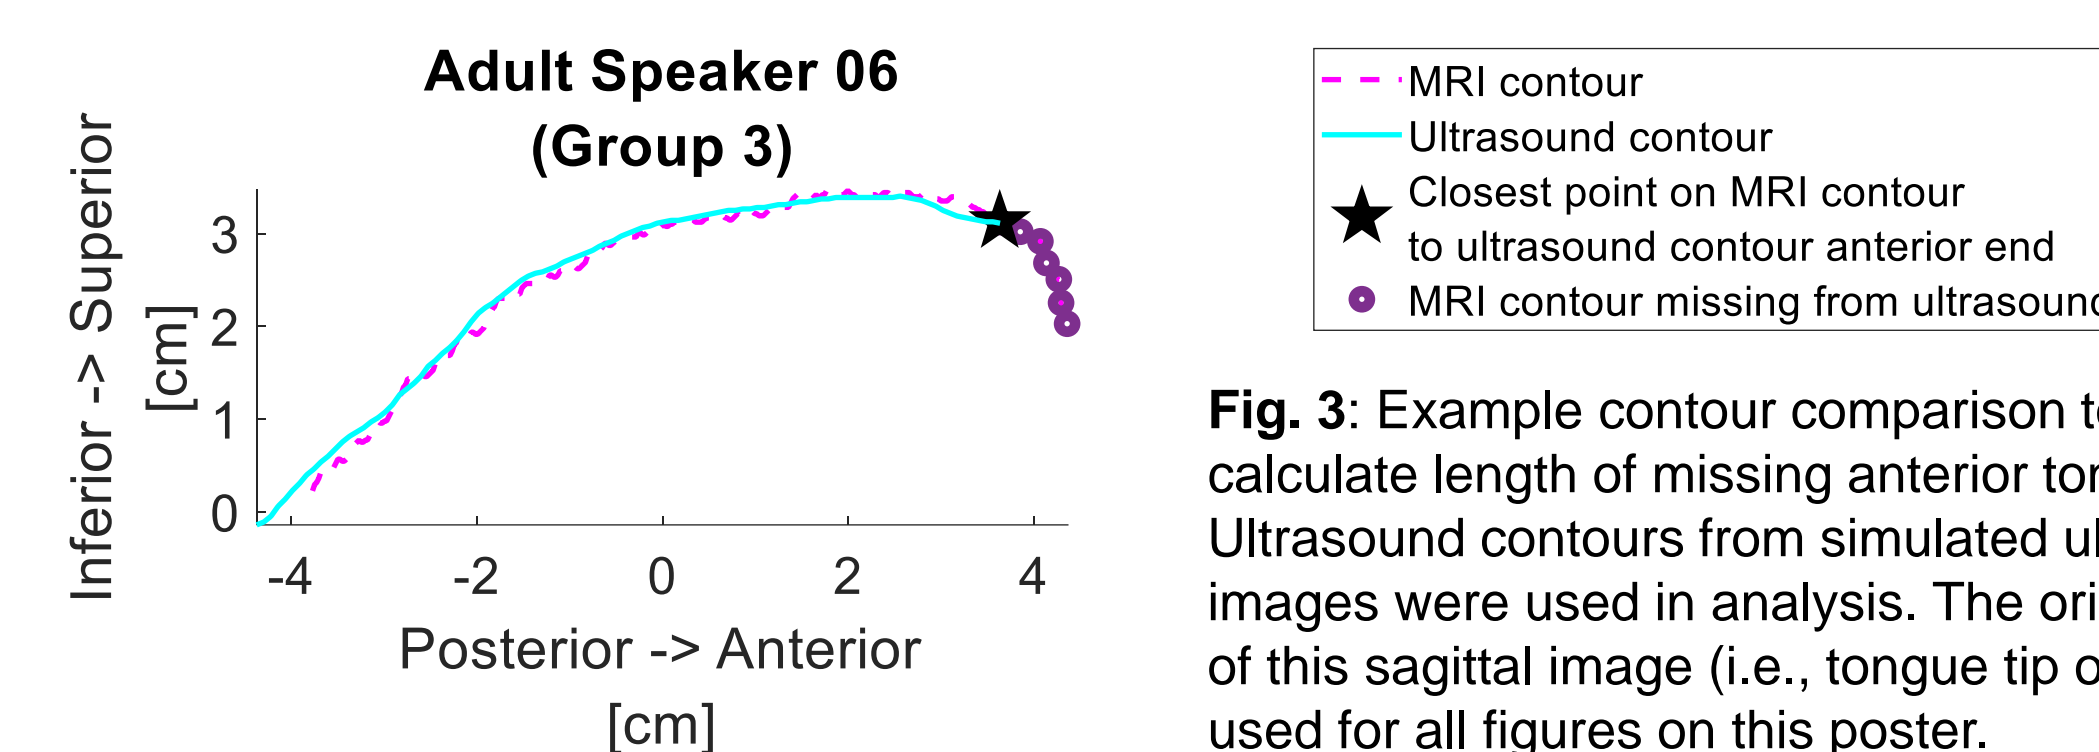 Adult Speaker 06
(Group 3)
Inferior -> Superior
[cm]
3
2
1
0
-4 -2 0 2 4
Posterior -> Anterior
[cm]
MRI contour
Ultrasound contour
Closest point on MRI contour
to ultrasound contour anterior end
MRI contour missing from ultrasound
Fig. 3: Example contour comparison
calculate length of missing anterior
Ultrasound contours from simulated
images were used in analysis. The
of this sagittal image (i.e., tongue tip
used for all figures on this poster.